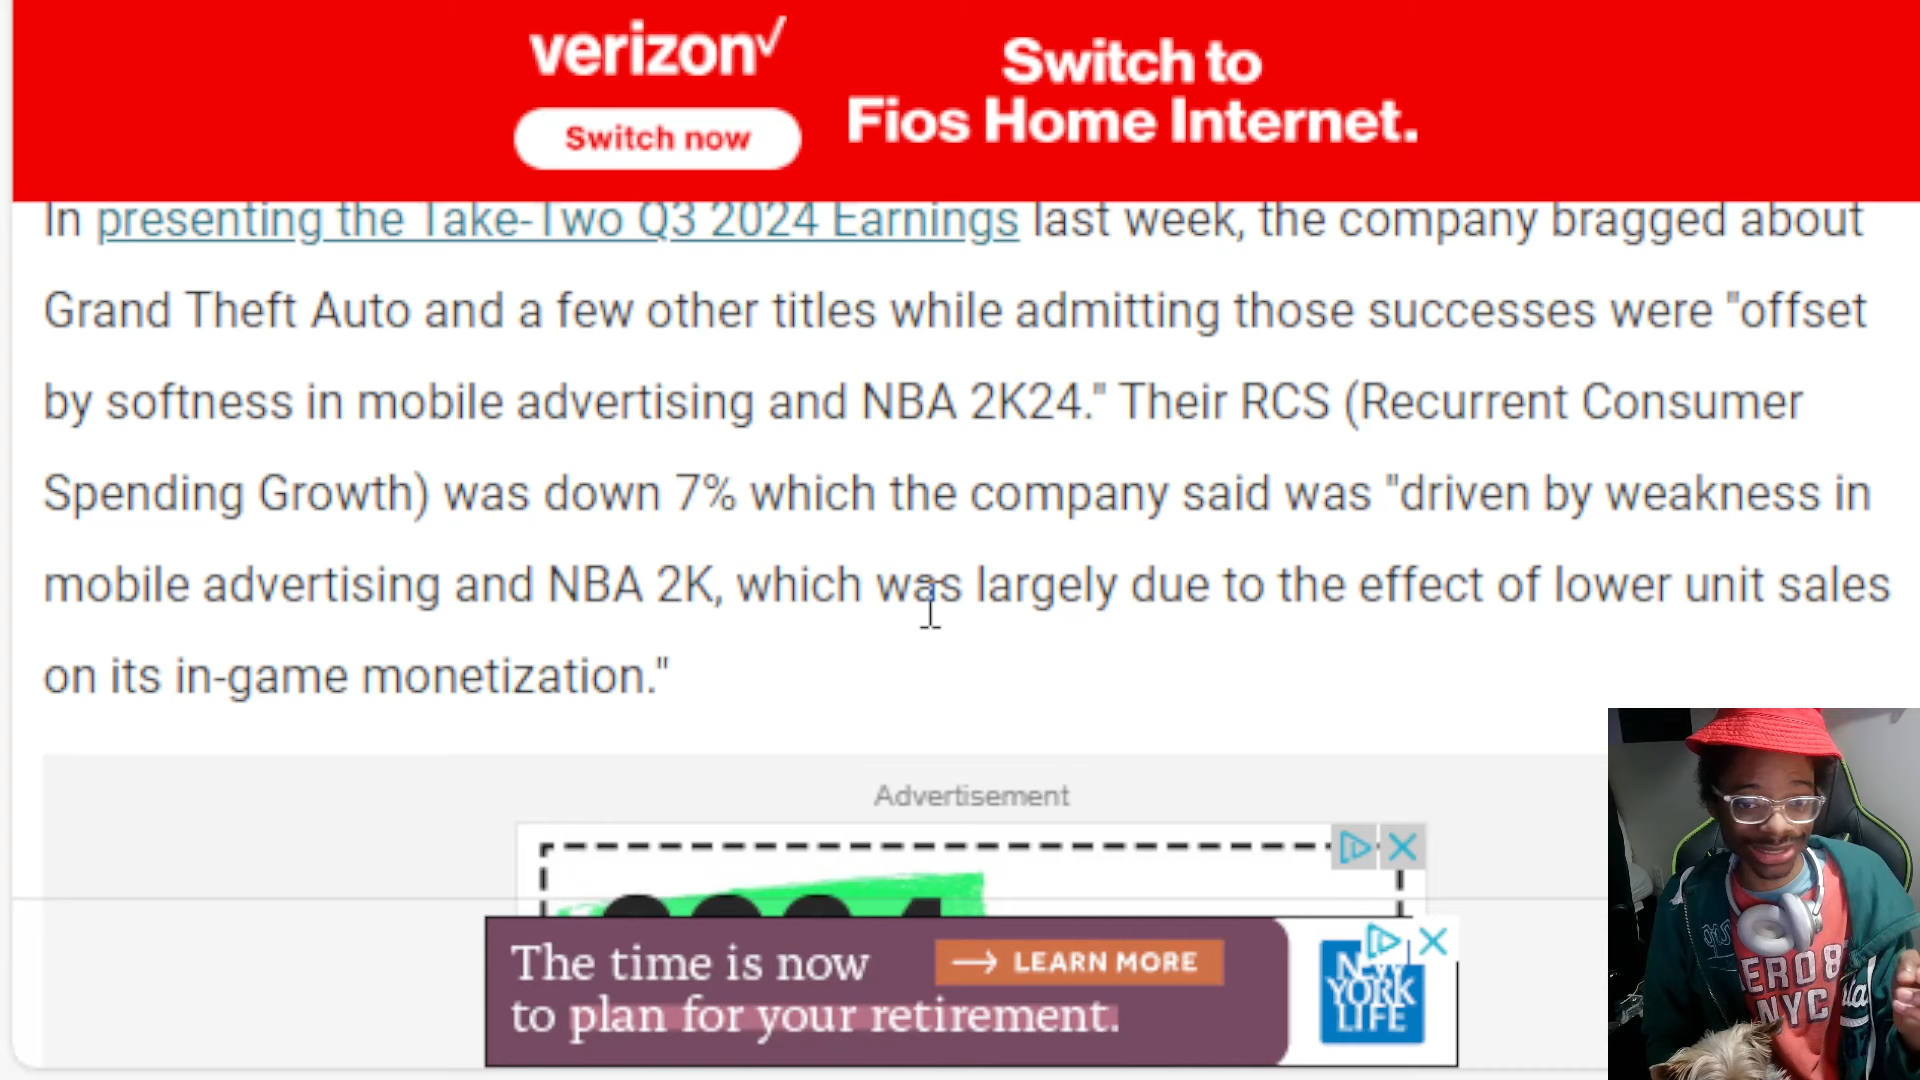 verizon
Switch now
Switch to
Fios Home Internet.
In presenting the Take-Two Q3 2024 Earnings last week, the company bragged about
Grand Theft Auto and a few other titles while admitting those successes were "offset
by softness in mobile advertising and NBA 2K24." Their RCS (Recurrent Consumer
Spending Growth) was down 7% which the company said was "driven by weakness in
mobile advertising and NBA 2K, which was largely due to the effect of lower unit sales
on its in-game monetization."
Advertisement
The time is now
to plan for your retirement.
→ LEARN MORE
NEW
YORK
LIFE
ERO
NYC